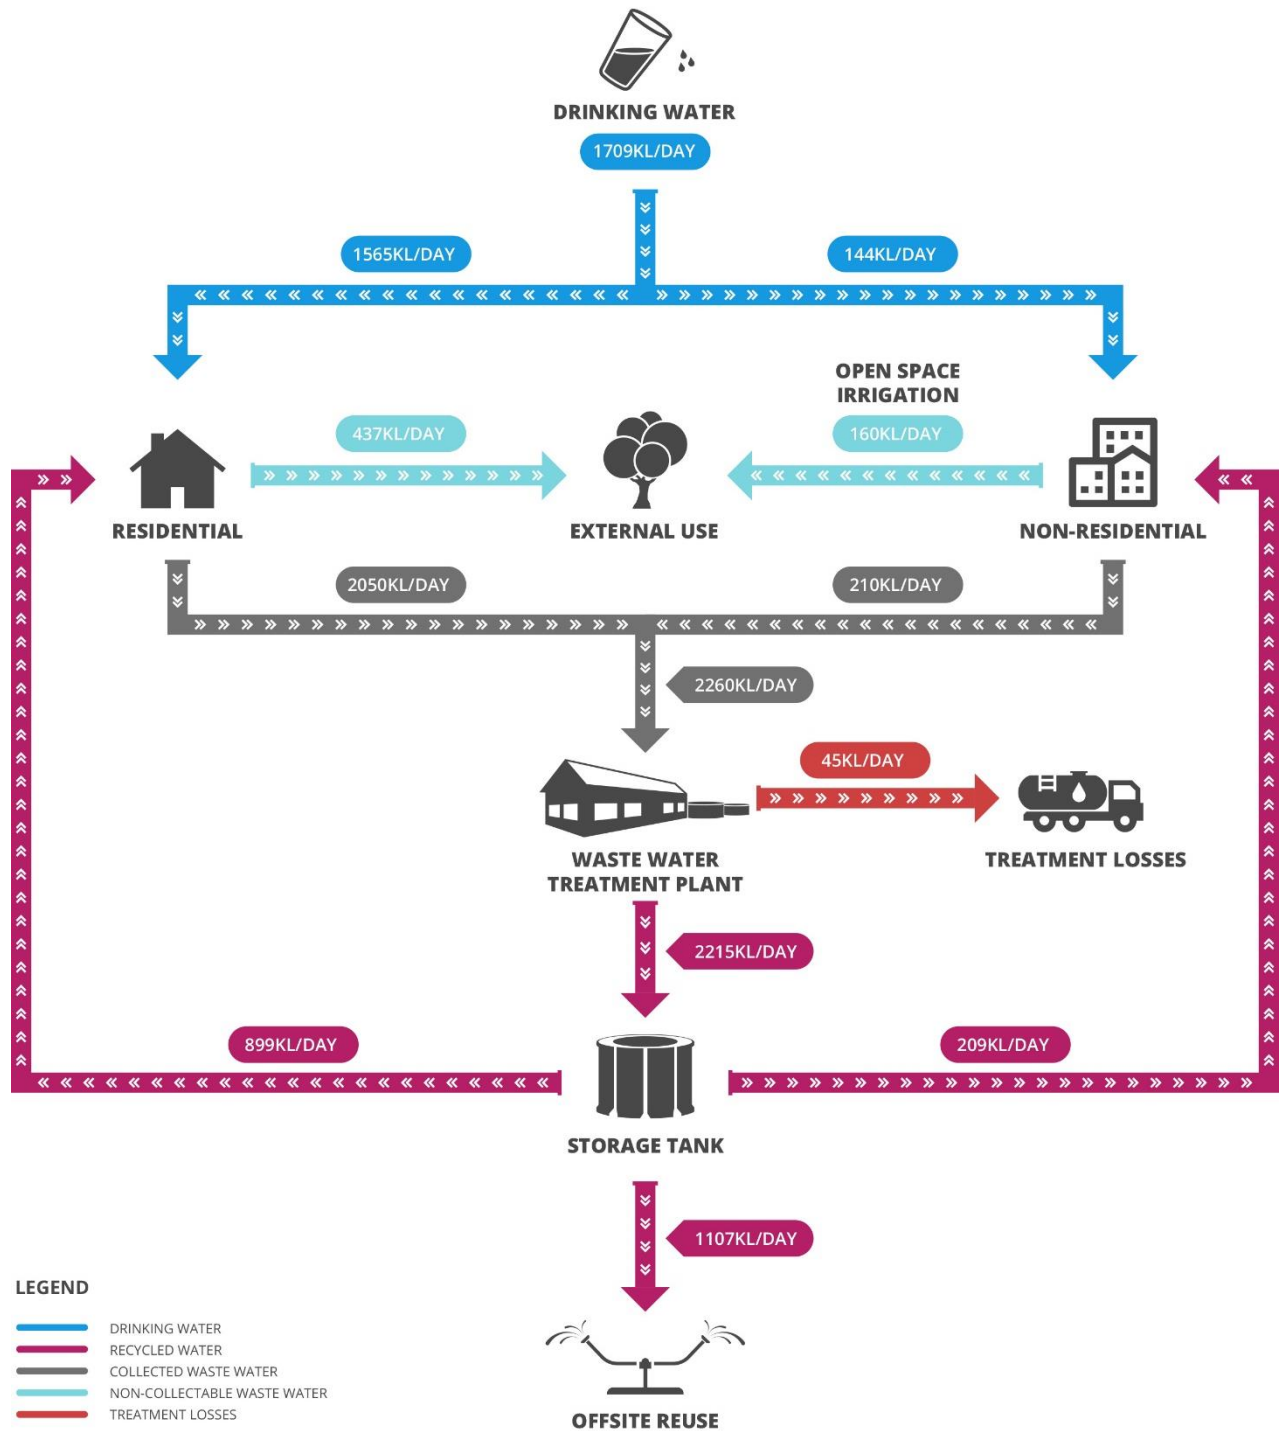 DRINKING WATER
1709KL/DAY
1565KL/DAY
144KL/DAY
OPEN SPACE
IRRIGATION
437KL/DAY
160KL/DAY
RESIDENTIAL
EXTERNAL USE
NON-RESIDENTIAL
2050KL/DAY
210KL/DAY
2260KL/DAY
45KL/DAY
WASTE WATER
TREATMENT PLANT
TREATMENT LOSSES
2215KL/DAY
899KL/DAY
209KL/DAY
STORAGE TANK
1107KL/DAY
LEGEND
DRINKING WATER
RECYCLED WATER
COLLECTED WASTE WATER
NON-COLLECTABLE WASTE WATER
TREATMENT LOSSES
OFFSITE REUSE